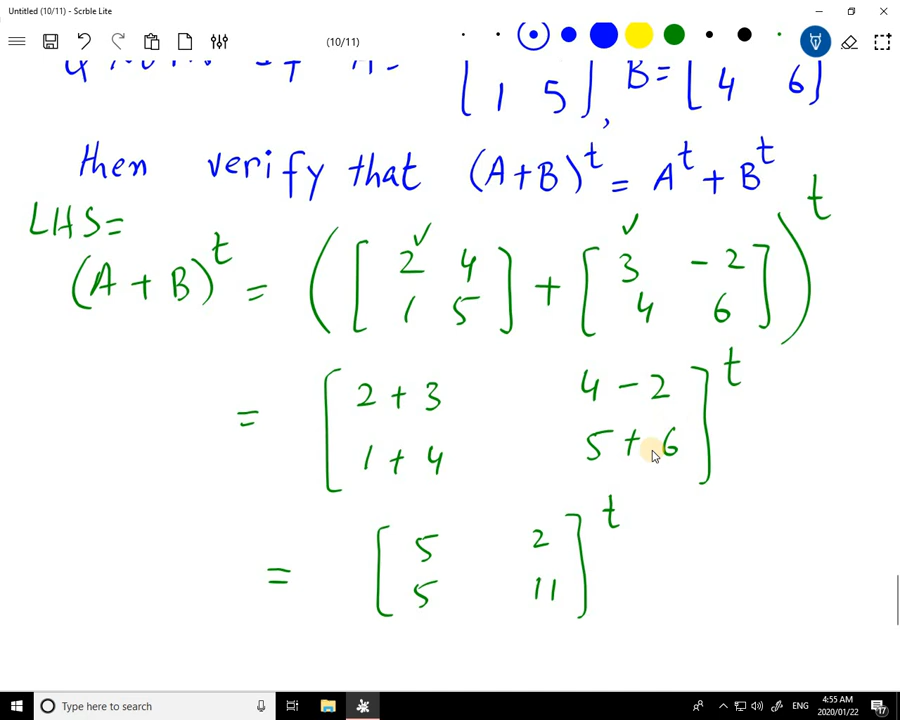 Untitled (10/11) - Scrble Lite
(10/11)
A =
[ 1 5 ], B = [ 4 6 ]
then verify that (A+B)^t = A^t + B^t
LHS =
(A + B)^t = ([ 2 4 ] + [ 3 -2 ])^t
[ 1 5 ] [ 4 6 ]
= [ 2 + 3 4 - 2 ]^t
[ 1 + 4 5 + 6 ]
= [ 5 2 ]^t
[ 5 11 ]
Type here to search
ENG
4:55 AM
2020/01/22
17